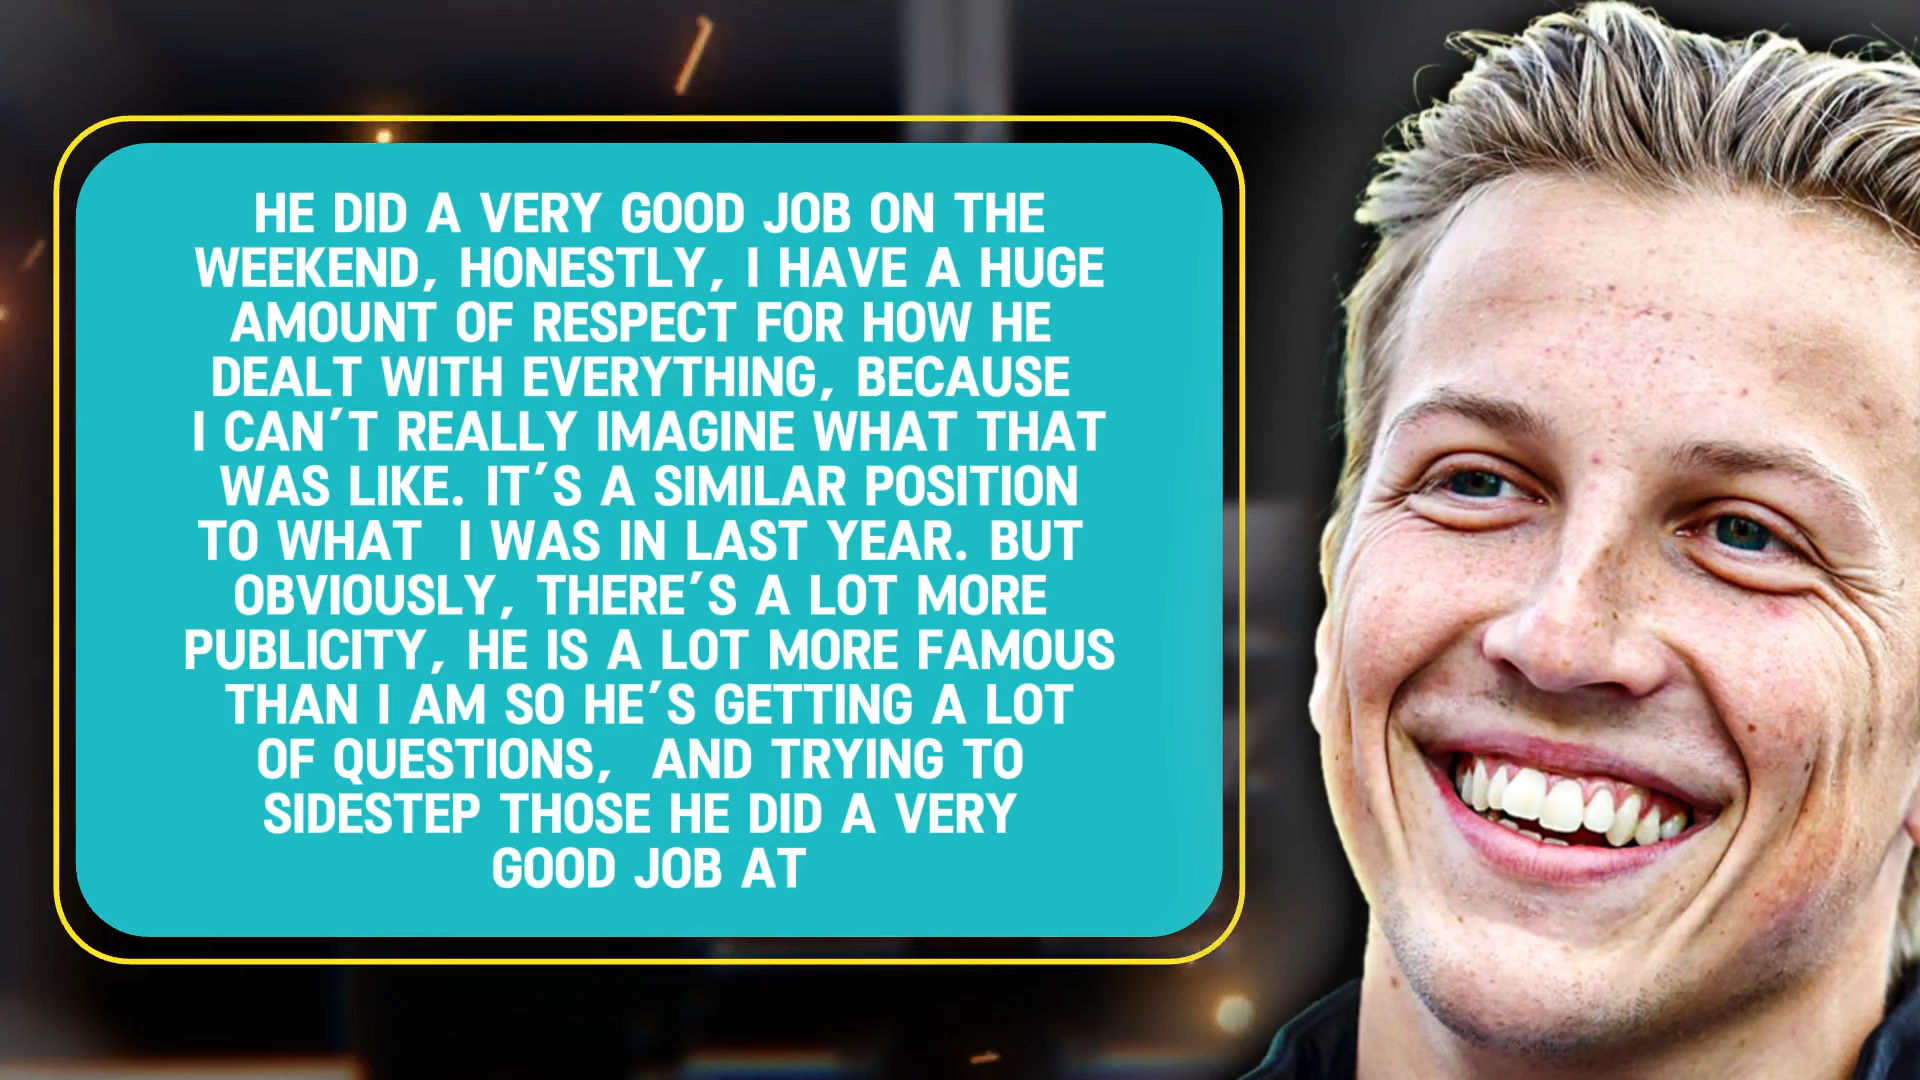 HE DID A VERY GOOD JOB ON THE
WEEKEND, HONESTLY, I HAVE A HUGE
AMOUNT OF RESPECT FOR HOW HE
DEALT WITH EVERYTHING, BECAUSE
I CAN'T REALLY IMAGINE WHAT THAT
WAS LIKE. IT'S A SIMILAR POSITION
TO WHAT I WAS IN LAST YEAR. BUT
OBVIOUSLY, THERE'S A LOT MORE
PUBLICITY, HE IS A LOT MORE FAMOUS
THAN I AM SO HE'S GETTING A LOT
OF QUESTIONS, AND TRYING TO
SIDESTEP THOSE HE DID A VERY
GOOD JOB AT